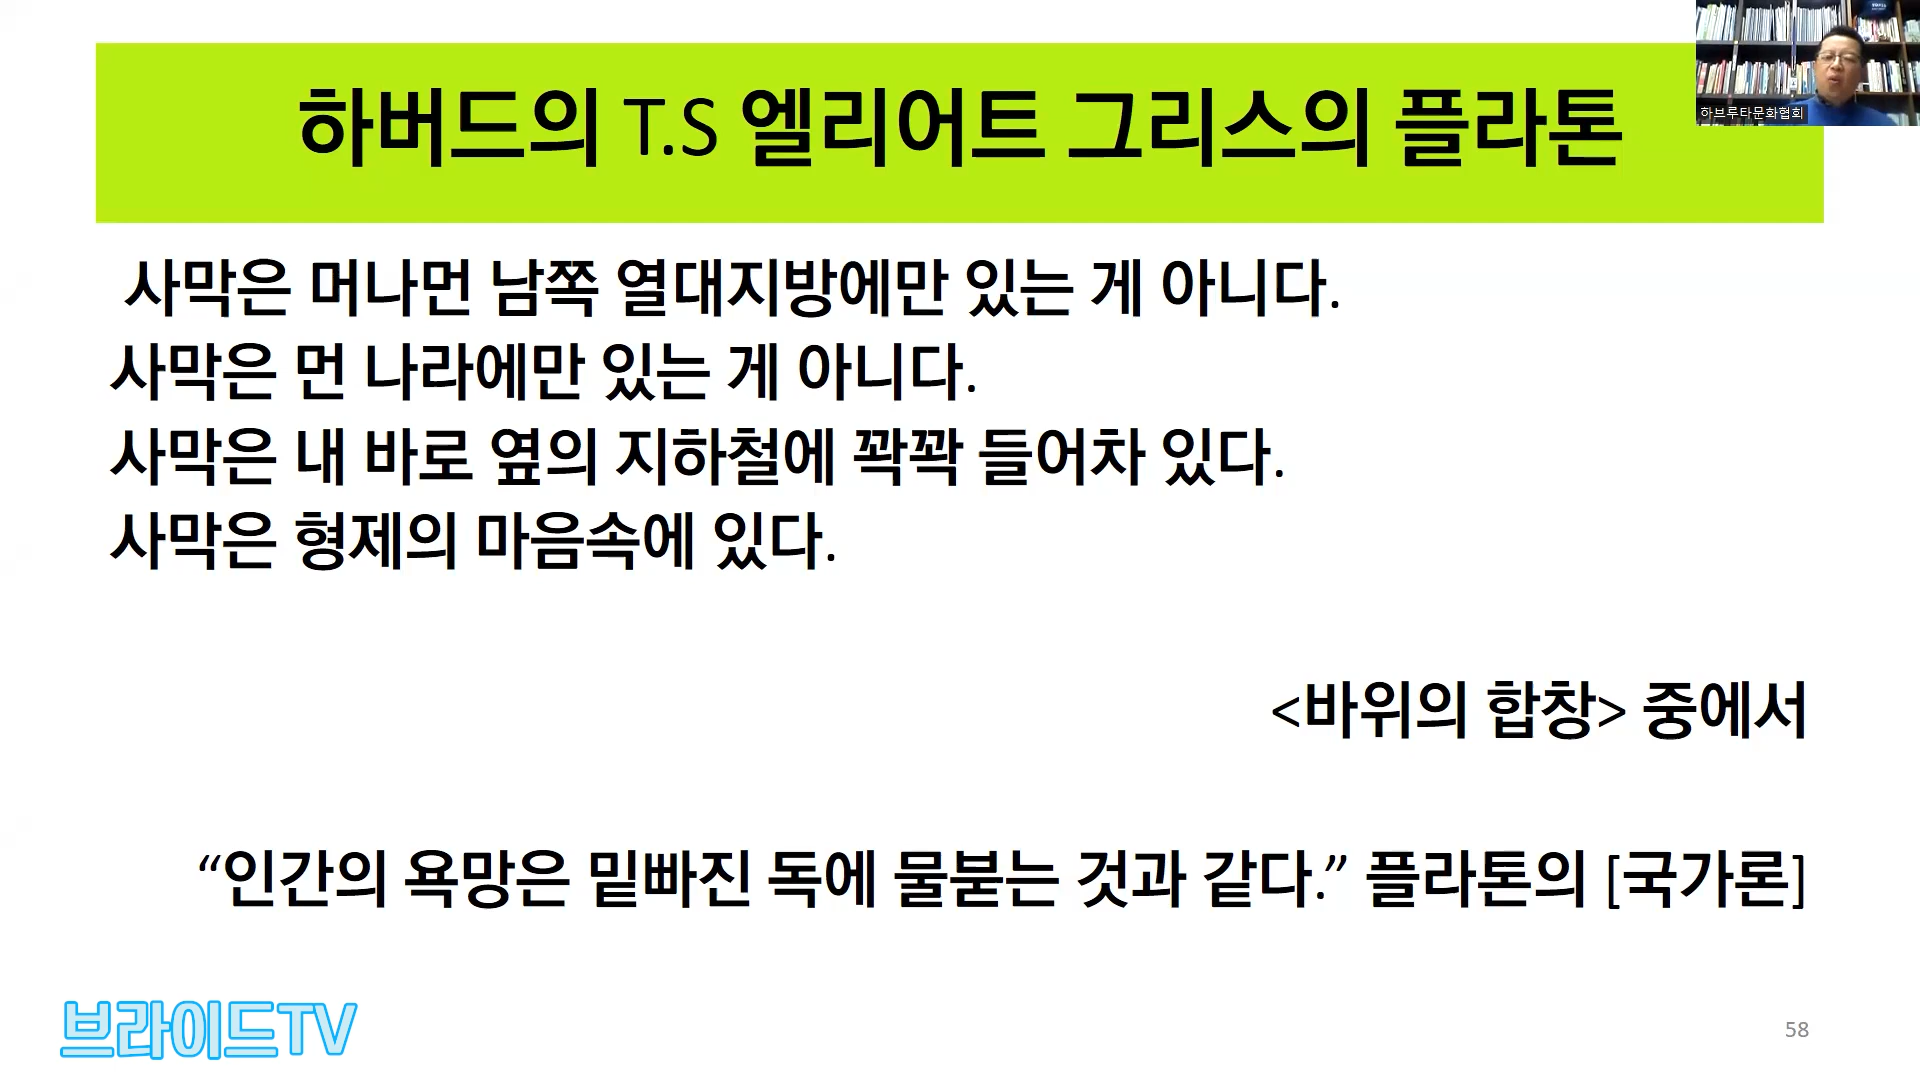 하버드의 T.S 엘리어트 그리스의 플라톤
하브루타문화협회
사막은 머나먼 남쪽 열대지방에만 있는 게 아니다.
사막은 먼 나라에만 있는 게 아니다.
사막은 내 바로 옆의 지하철에 꽉꽉 들어차 있다.
사막은 형제의 마음속에 있다.
<바위의 합창> 중에서
“인간의 욕망은 밑빠진 독에 물붇는 것과 같다.” 플라톤의 [국가론]
브라이드TV
58